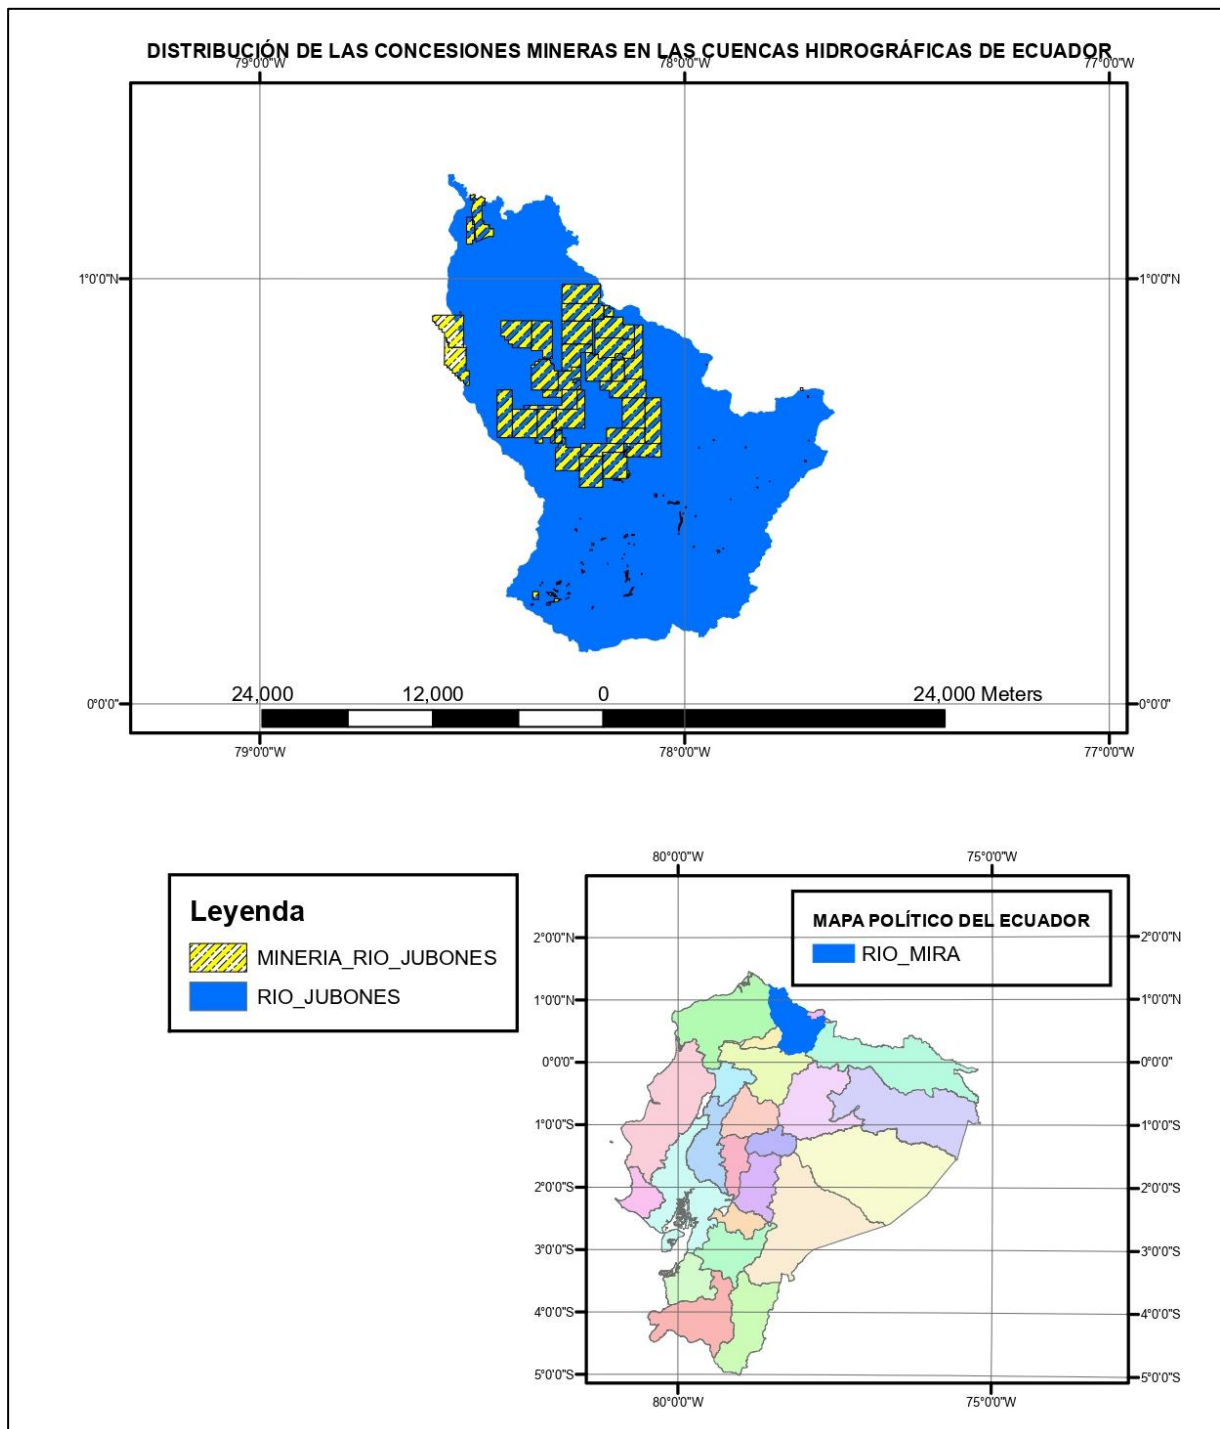 DISTRIBUCIÓN DE LAS CONCESIONES MINERAS EN LAS CUENCAS HIDROGRÁFICAS DE ECUADOR
79°0'0"W 78°0'0"W 77°0'0"W
1°0'0"N 1°0'0"N
24,000 12,000 0 24,000 Meters
0°0'0" 0°0'0"
79°0'0"W 78°0'0"W 77°0'0"W
80°0'0"W 75°0'0"W
Leyenda
MINERIA_RIO_JUBONES
RIO_JUBONES
MAPA POLÍTICO DEL ECUADOR
RIO_MIRA
2°0'0"N 2°0'0"N
1°0'0"N 1°0'0"N
0°0'0" 0°0'0"
1°0'0"S 1°0'0"S
2°0'0"S 2°0'0"S
3°0'0"S 3°0'0"S
4°0'0"S 4°0'0"S
5°0'0"S 5°0'0"S
80°0'0"W 75°0'0"W